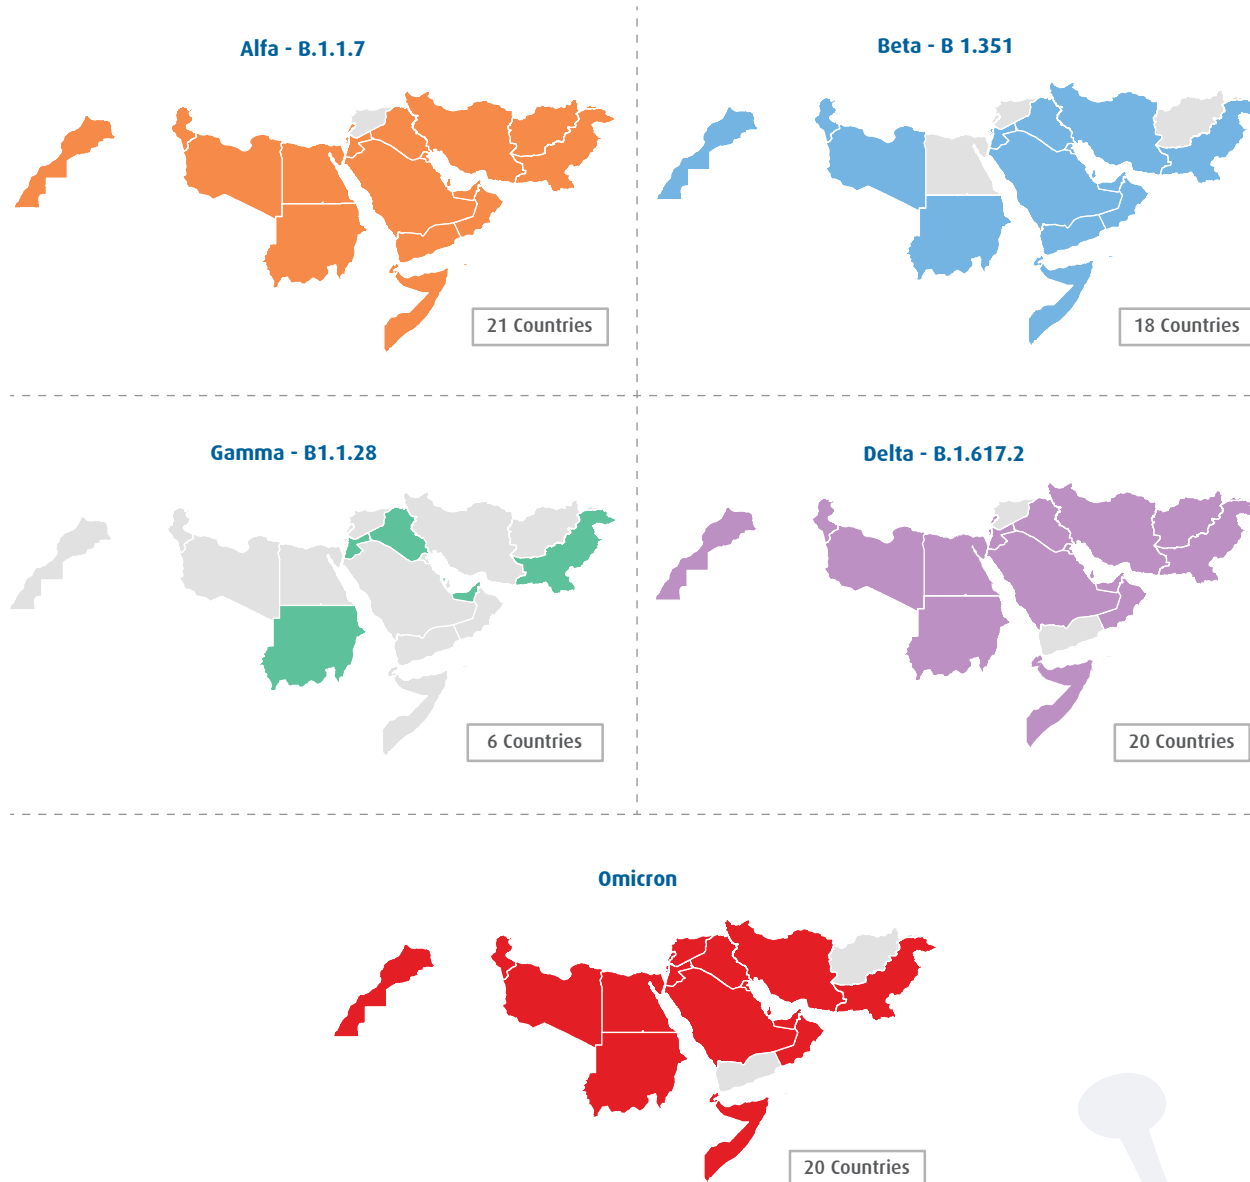 Alfa - B.1.1.7
Beta - B 1.351
21 Countries
18 Countries
Gamma - B1.1.28
Delta - B.1.617.2
6 Countries
20 Countries
Omicron
20 Countries